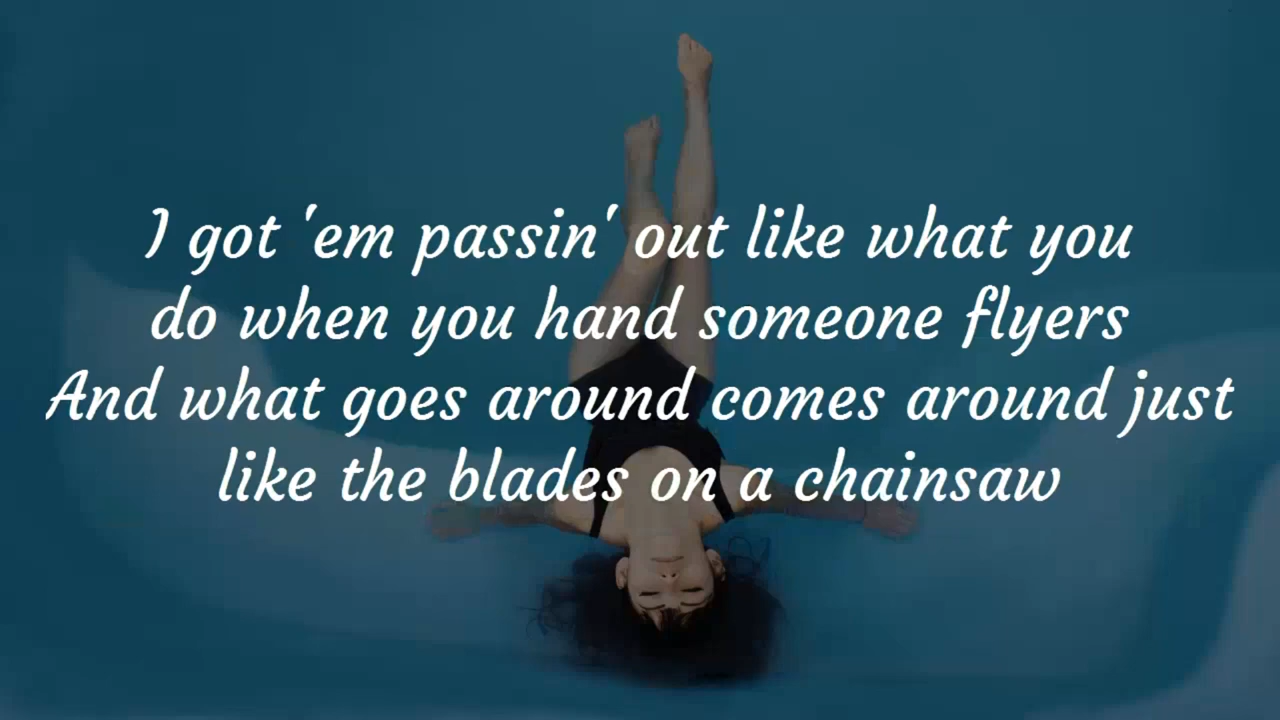 I got 'em passin' out like what you
do when you hand someone flyers
And what goes around comes around just
like the blades on a chainsaw